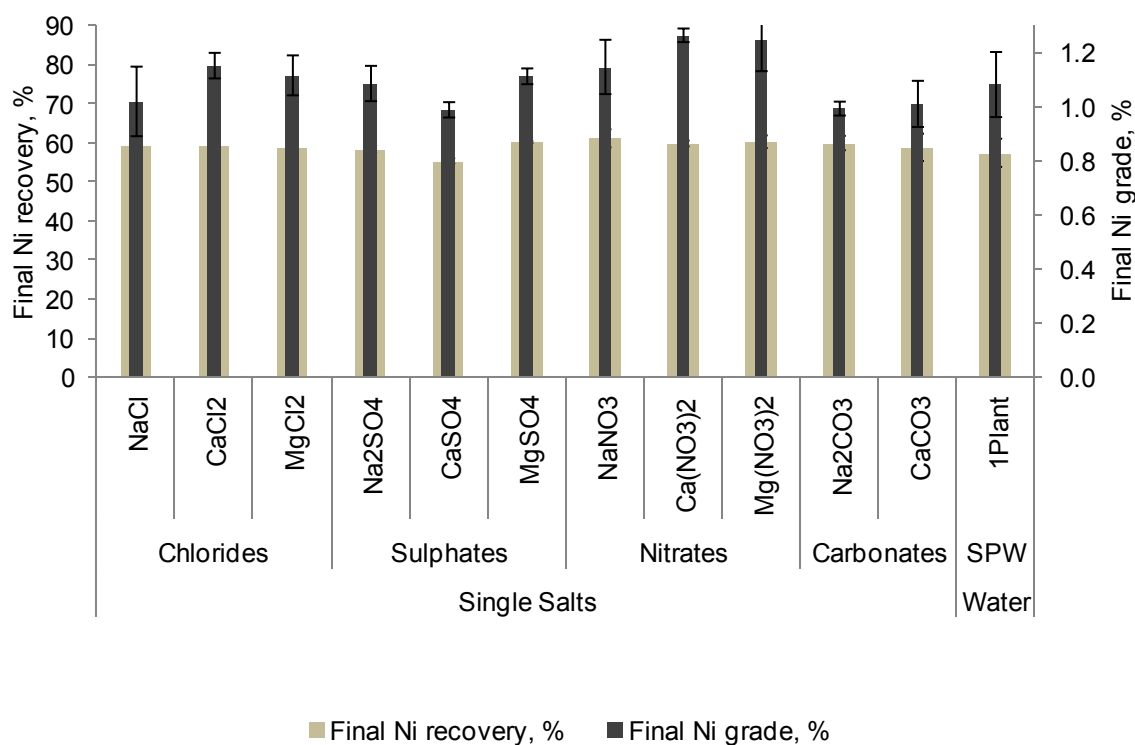 90
80
70
60
50
40
30
20
10
0
Final Ni recovery, %
1.2
1.0
0.8
0.6
0.4
0.2
0.0
Final Ni grade, %
NaCl
CaCl2
MgCl2
Na2SO4
CaSO4
MgSO4
NaNO3
Ca(NO3)2
Mg(NO3)2
Na2CO3
CaCO3
1Plant
Chlorides Sulphates Nitrates Carbonates SPW
Single Salts Water
Final Ni recovery, % Final Ni grade, %